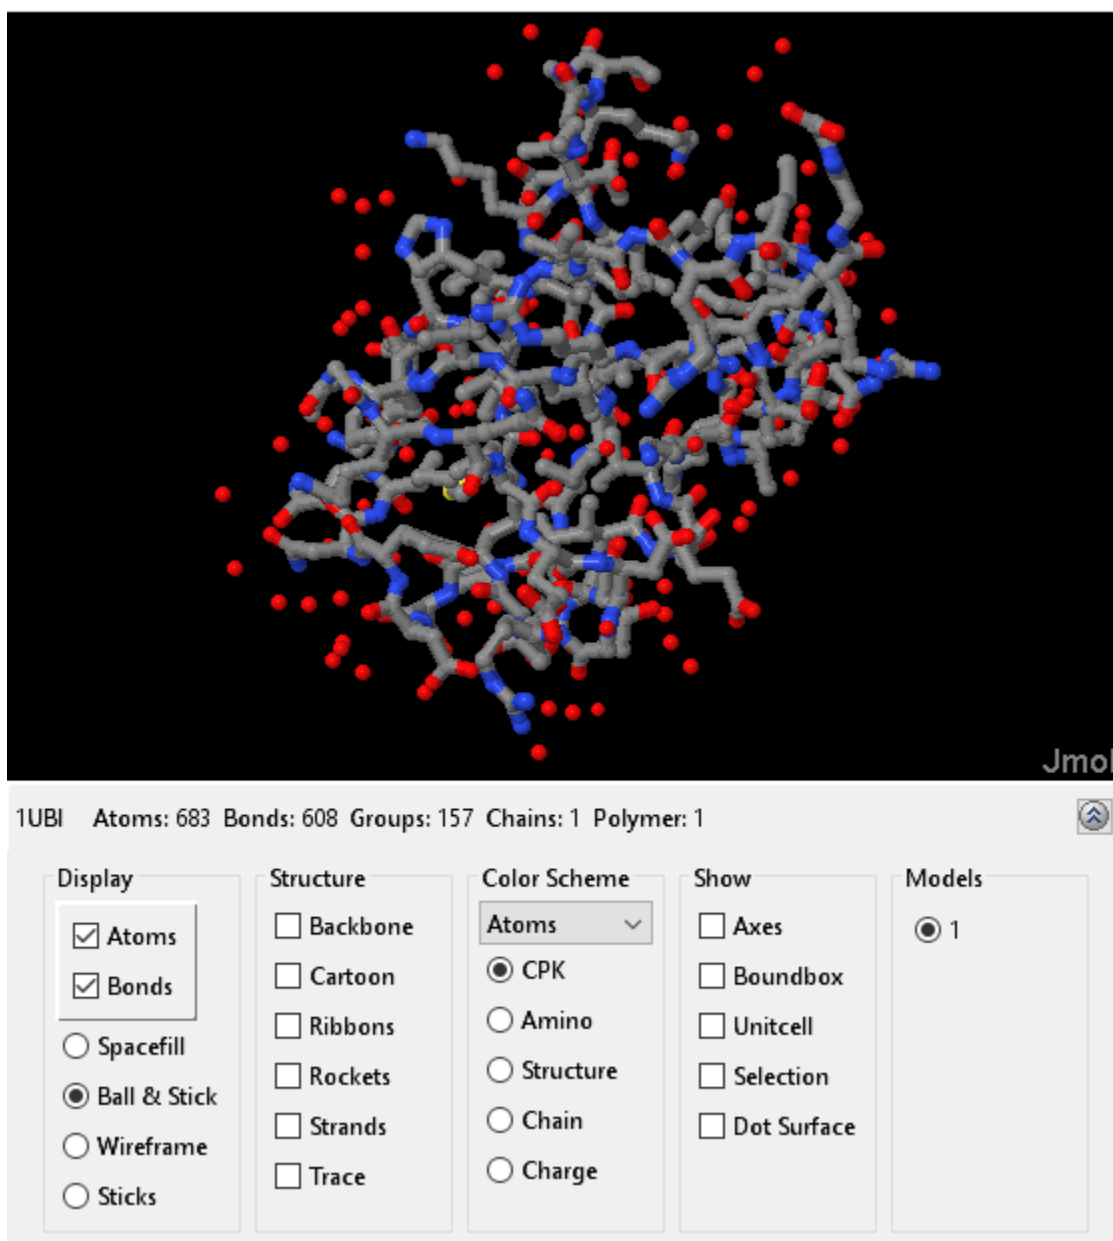 Jmol
1UBI Atoms: 683 Bonds: 608 Groups: 157 Chains: 1 Polymer: 1
Display
Atoms
Bonds
Spacefill
Ball & Stick
Wireframe
Sticks
Structure
Backbone
Cartoon
Ribbons
Rockets
Strands
Trace
Color Scheme
Atoms
CPK
Amino
Structure
Chain
Charge
Show
Axes
Boundbox
Unitcell
Selection
Dot Surface
Models
1